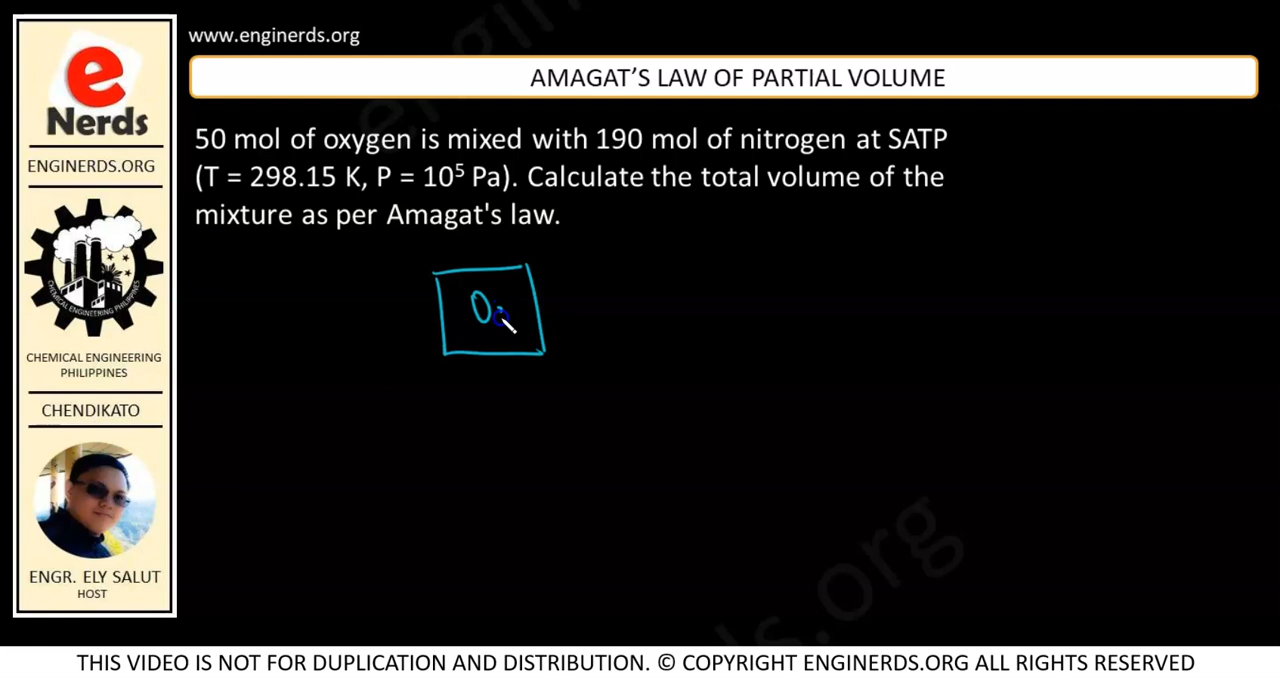 www.enginerds.org
AMAGAT'S LAW OF PARTIAL VOLUME
e
Nerds
ENGINERDS.ORG
CHEMICAL ENGINEERING PHILIPPINES
CHEMICAL ENGINEERING
PHILIPPINES
CHENDIKATO
ENGR. ELY SALUT
HOST
50 mol of oxygen is mixed with 190 mol of nitrogen at SATP
(T = 298.15 K, P = 10⁵ Pa). Calculate the total volume of the
mixture as per Amagat's law.
O
THIS VIDEO IS NOT FOR DUPLICATION AND DISTRIBUTION. © COPYRIGHT ENGINERDS.ORG ALL RIGHTS RESERVED